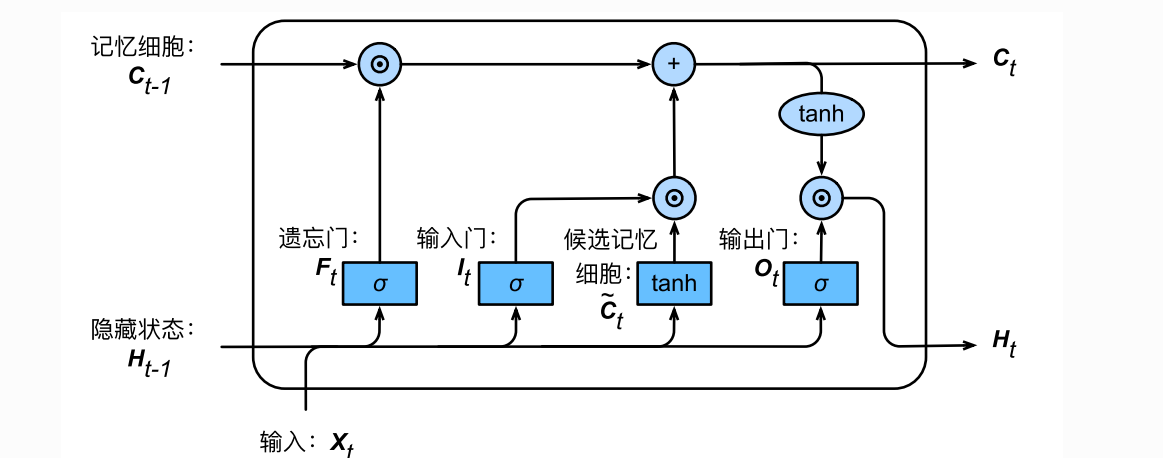 记忆细胞：
C_{t-1}
⊙
+
C_t
tanh
⊙
⊙
遗忘门：
F_t
σ
输入门：
I_t
σ
候选记忆
细胞：
C̃_t
tanh
输出门：
O_t
σ
隐藏状态：
H_{t-1}
H_t
输入：X_t